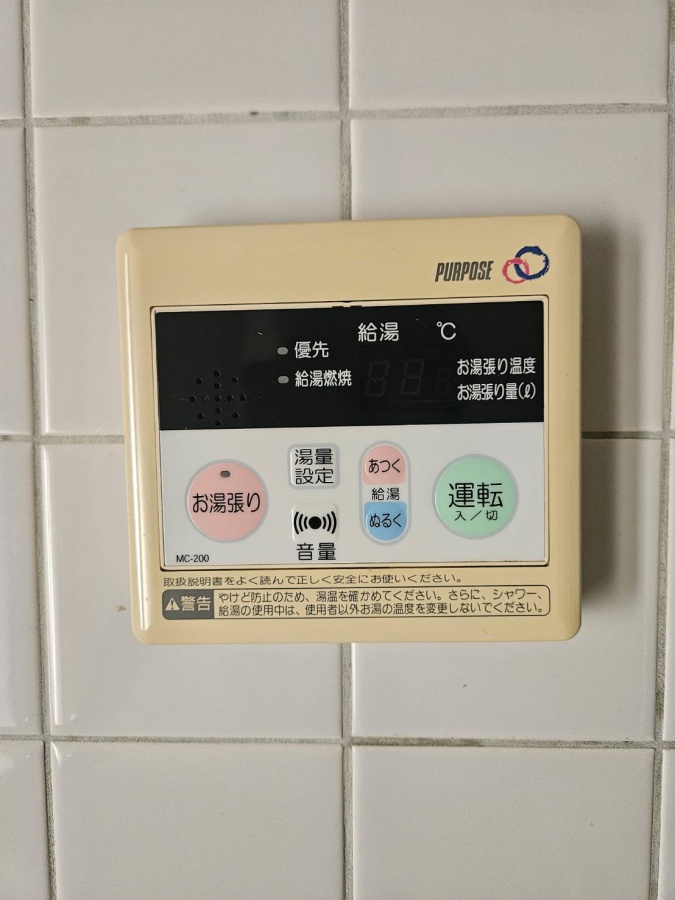 PURPOSE
給湯 ℃
優先
給湯燃焼
お湯張り温度
お湯張り量(ℓ)
お湯張り
湯量
設定
音量
あつく
給湯
ぬるく
運転
入/切
MC-200
取扱説明書をよく読んで正しく安全にお使いください。
警告 やけど防止のため、湯温を確かめてください。さらに、シャワー、
給湯の使用中は、使用者以外お湯の温度を変更しないでください。